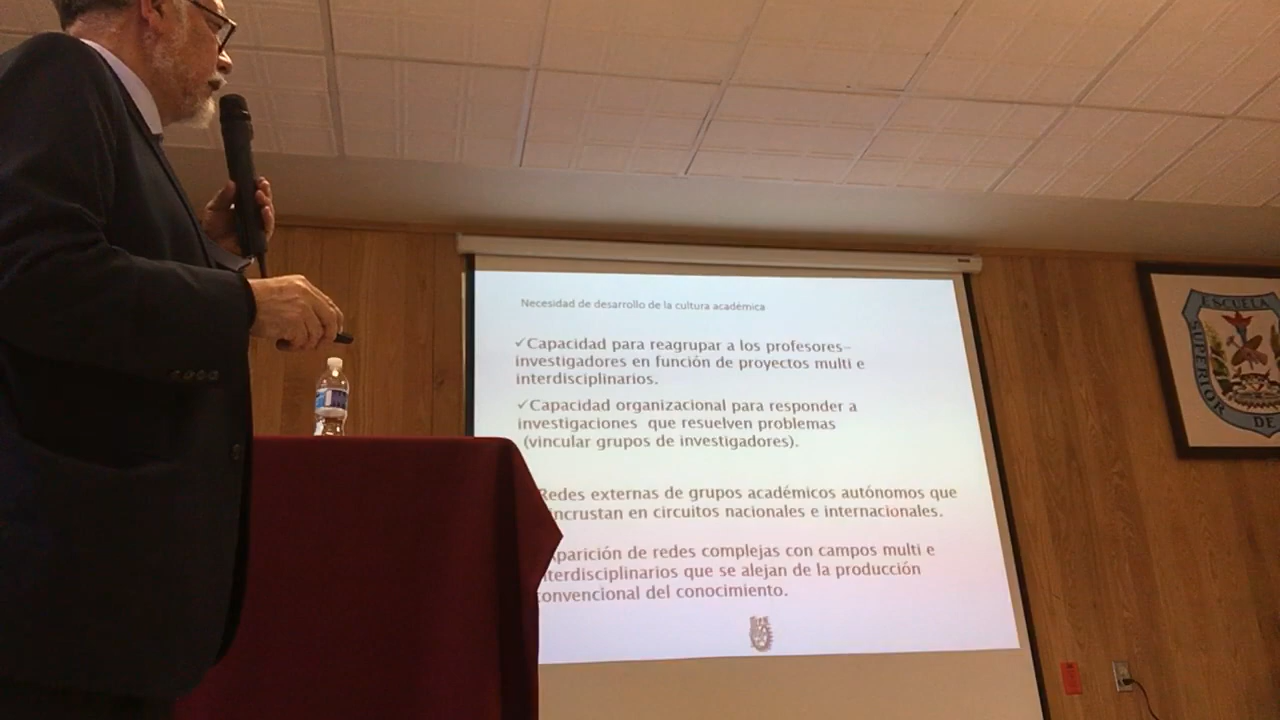 Necesidad de desarrollo de la cultura académica
✓Capacidad para reagrupar a los profesores-
investigadores en función de proyectos multi e
interdisciplinarios.
✓Capacidad organizacional para responder a
investigaciones que resuelven problemas
(vincular grupos de investigadores).
Redes externas de grupos académicos autónomos que
incrustan en circuitos nacionales e internacionales.
Aparición de redes complejas con campos multi e
interdisciplinarios que se alejan de la producción
convencional del conocimiento.
ESCUELA
SUPERIOR
DE